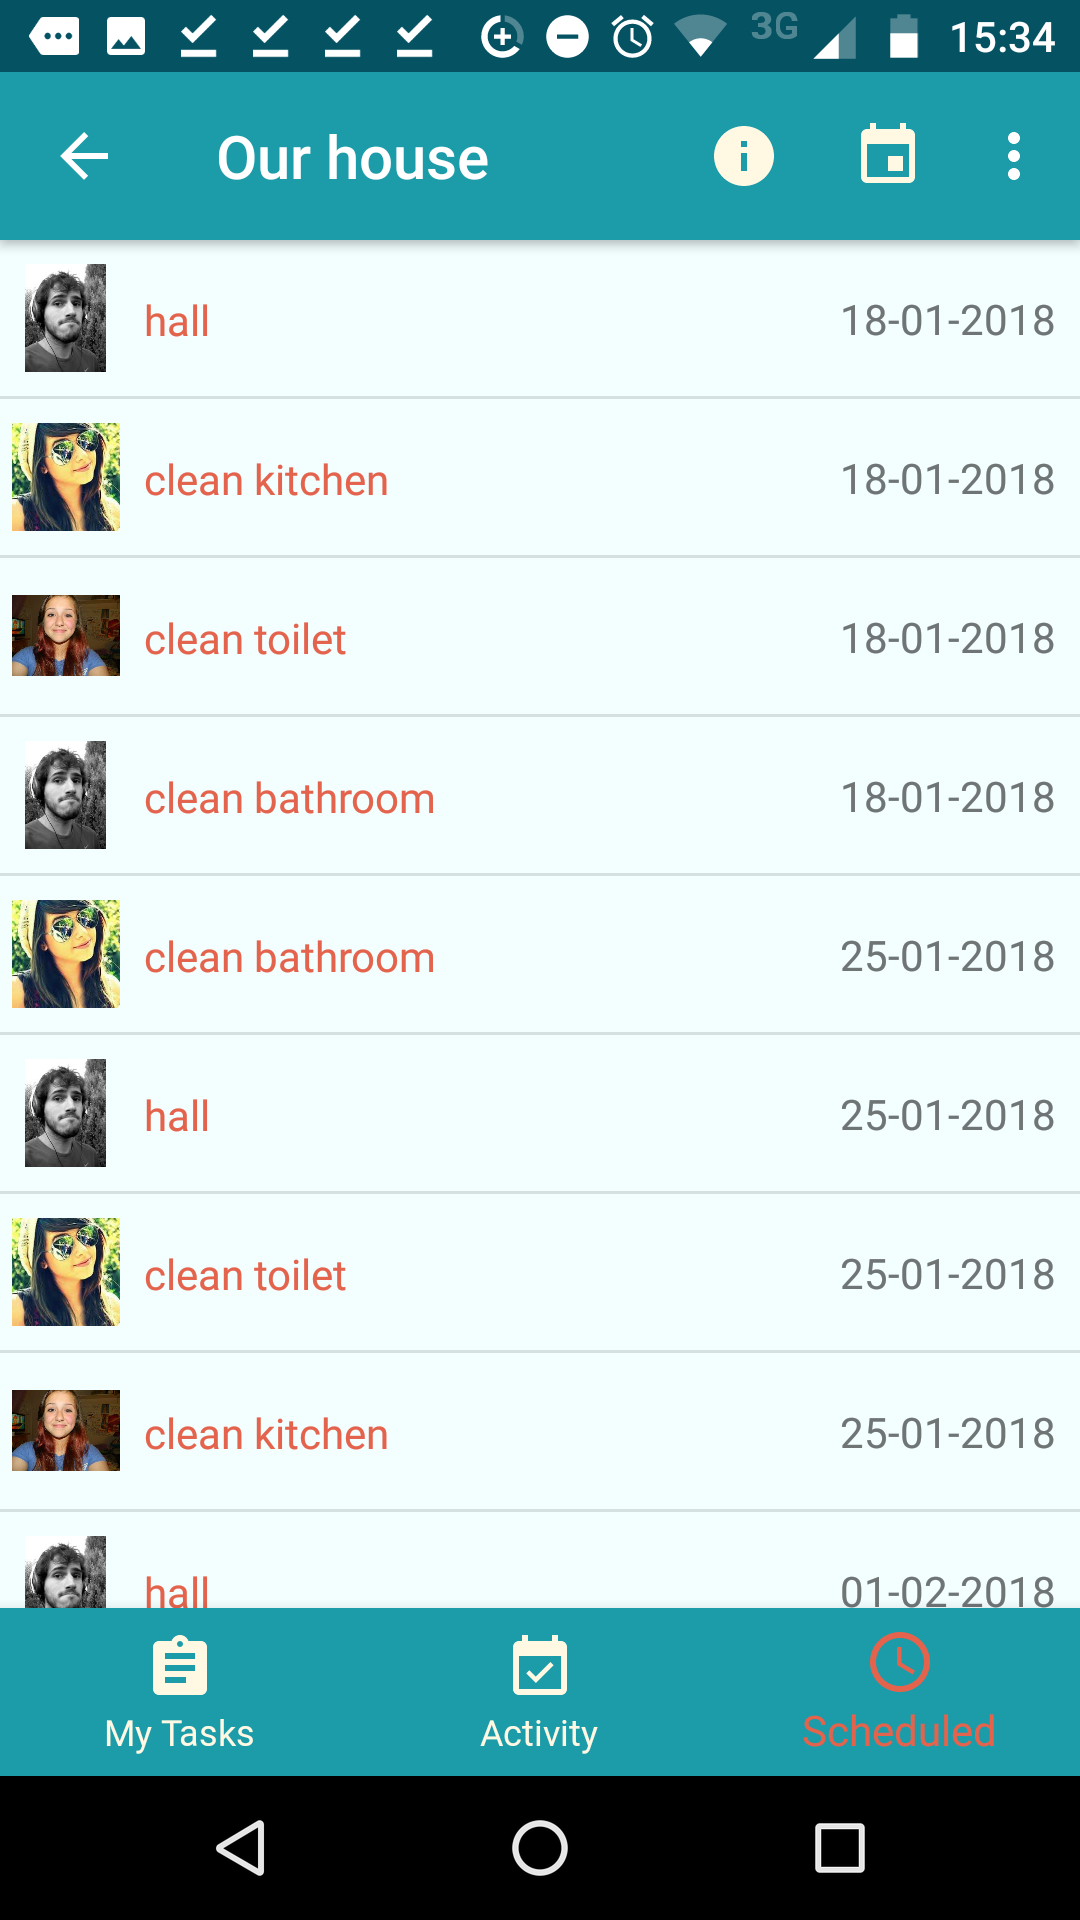 3G 15:34
Our house
hall 18-01-2018
clean kitchen 18-01-2018
clean toilet 18-01-2018
clean bathroom 18-01-2018
clean bathroom 25-01-2018
hall 25-01-2018
clean toilet 25-01-2018
clean kitchen 25-01-2018
hall 01-02-2018
My Tasks Activity Scheduled